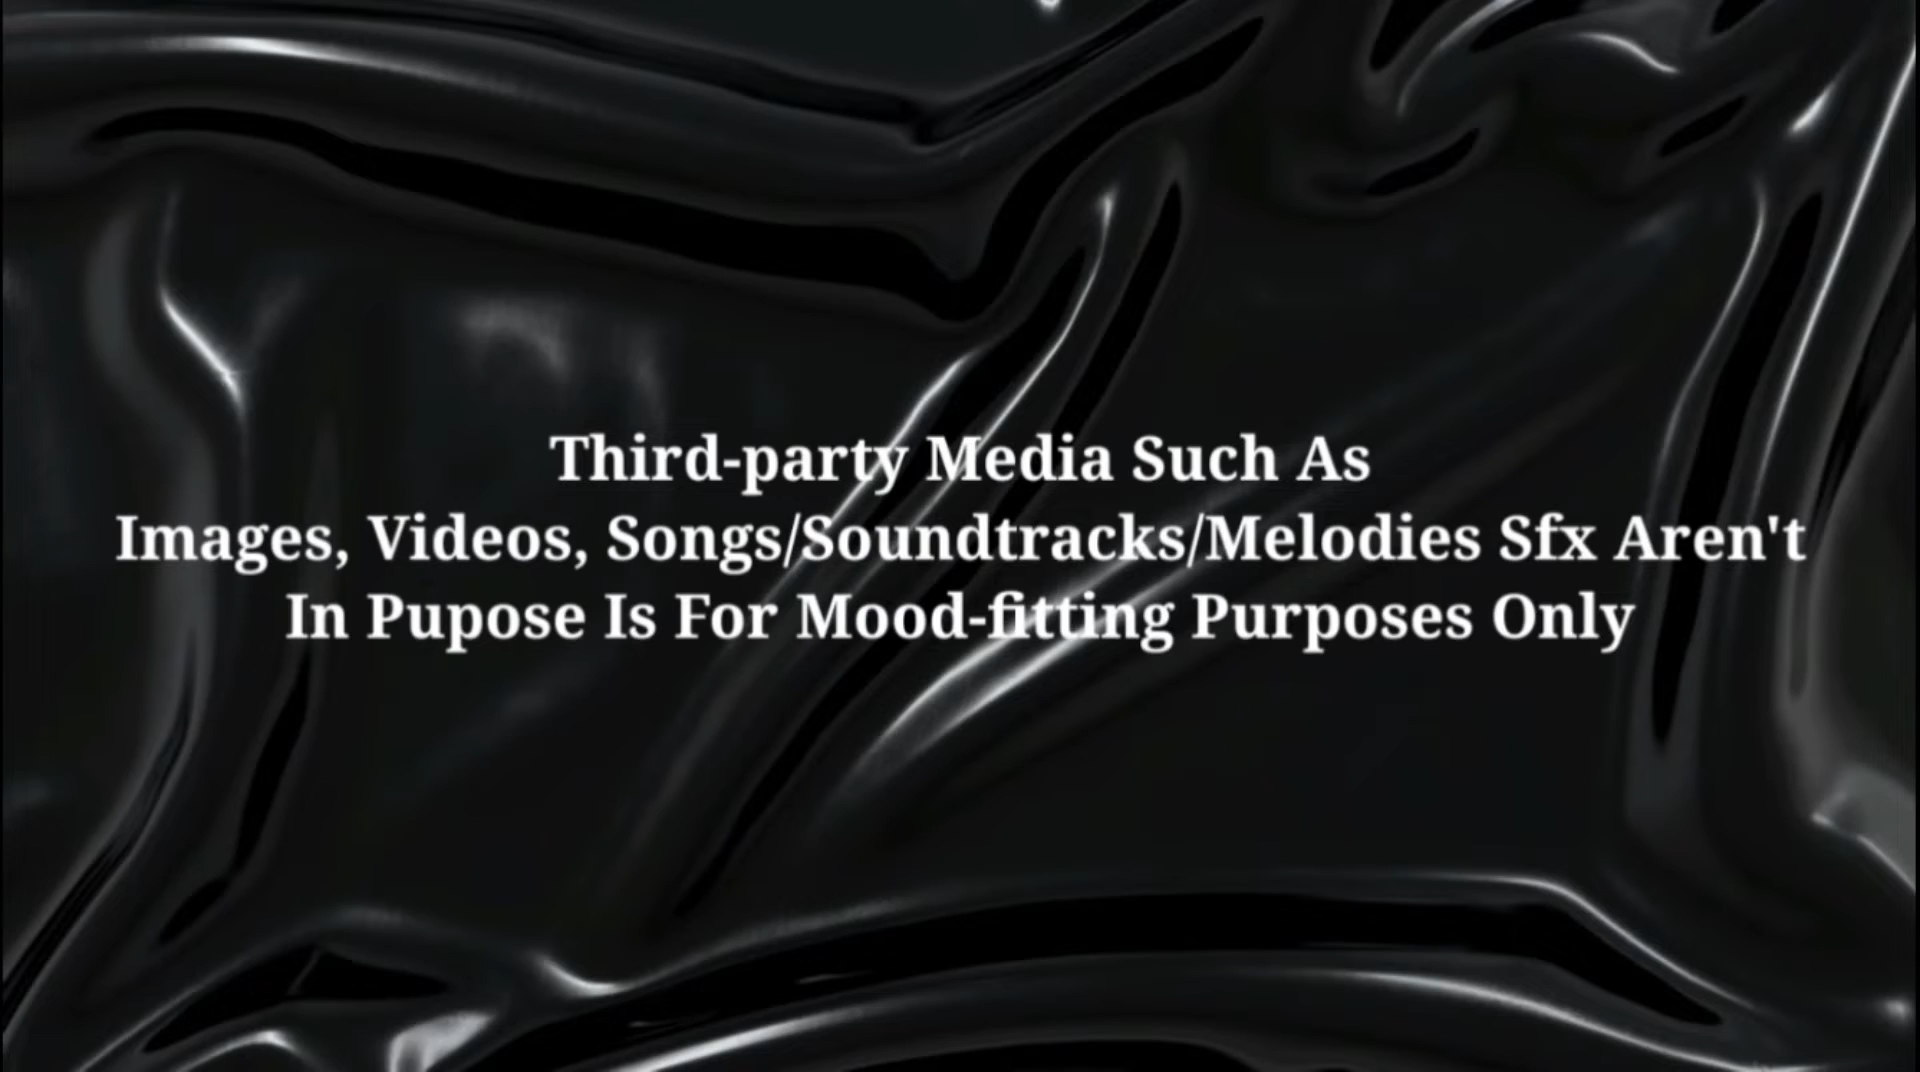 Third-party Media Such As
Images, Videos, Songs/Soundtracks/Melodies Sfx Aren't
In Pupose Is For Mood-fitting Purposes Only